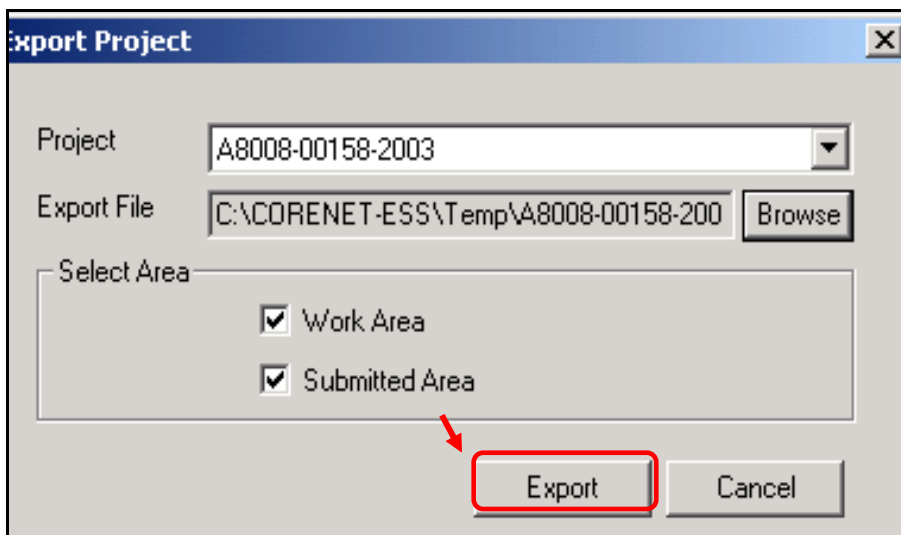 Export Project
Project
A8008-00158-2003
Export File
C:\CORENET-ESS\Temp\A8008-00158-200
Browse
Select Area
Work Area
Submitted Area
Export
Cancel